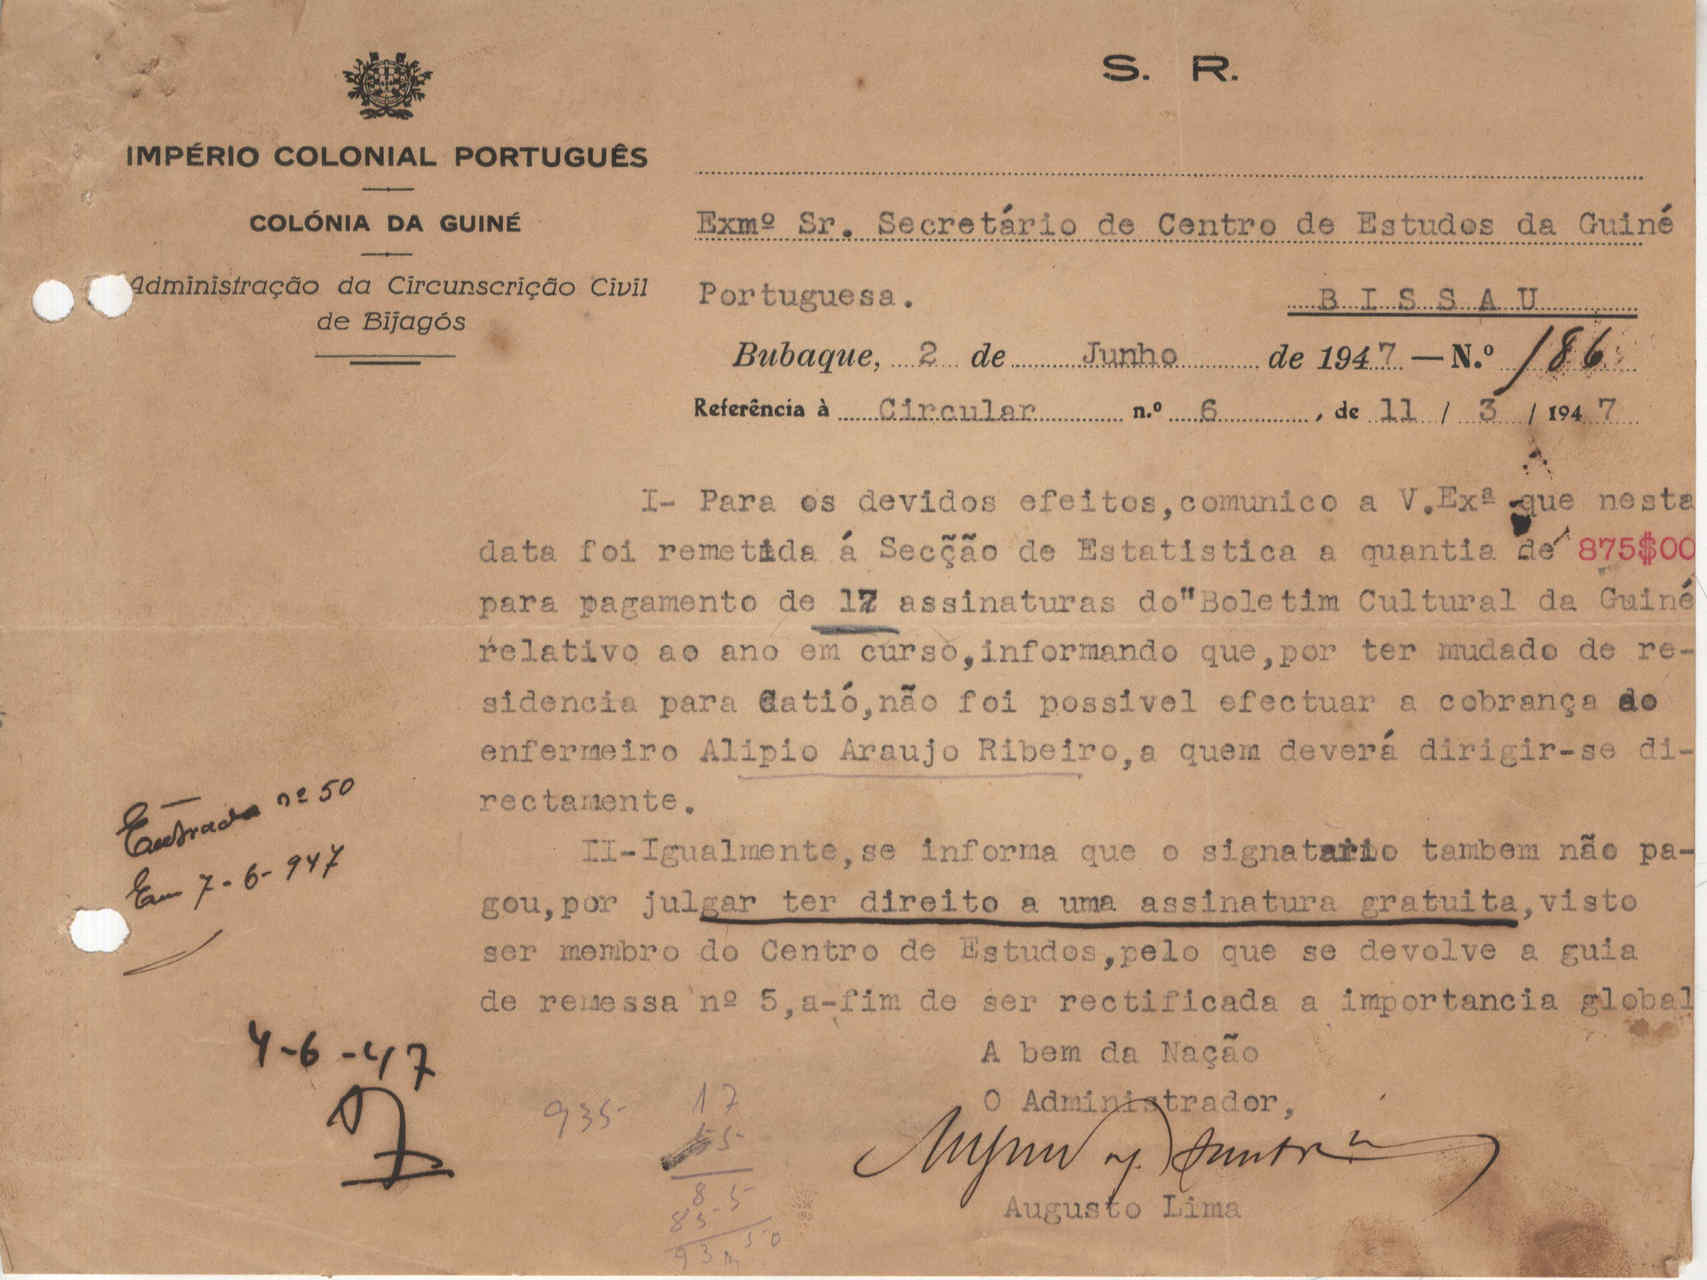 S. R.
IMPÉRIO COLONIAL PORTUGUÊS
COLÓNIA DA GUINÉ
Administração da Circunscrição Civil
de Bijagós
Exmº Sr. Secretário de Centro de Estudos da Guiné
Portuguesa. BISSAU
Bubaque, 2 de Junho de 1947 — N.º 186
Referência à Circular n.º 6, de 11 / 3 / 1947
I- Para os devidos efeitos,comunico a V.Exª que nesta
data foi remetida á Secção de Estatistica a quantia de 875$00
para pagamento de 17 assinaturas do"Boletim Cultural da Guiné
relativo ao ano em curso,informando que,por ter mudado de re-
sidencia para Catió,não foi possivel efectuar a cobrança ao
enfermeiro Alipio Araujo Ribeiro,a quem deverá dirigir-se di-
rectamente.
II-Igualmente,se informa que o signatario tambem não pa-
gou,por julgar ter direito a uma assinatura gratuita,visto
ser membro do Centro de Estudos,pelo que se devolve a guia
de remessa nº 5,a-fim de ser rectificada a importancia global
A bem da Nação
O Administrador,
Augusto Lima
Entrada nº 50
Em 7-6-947
4-6-47
935
17
55
85
85
93